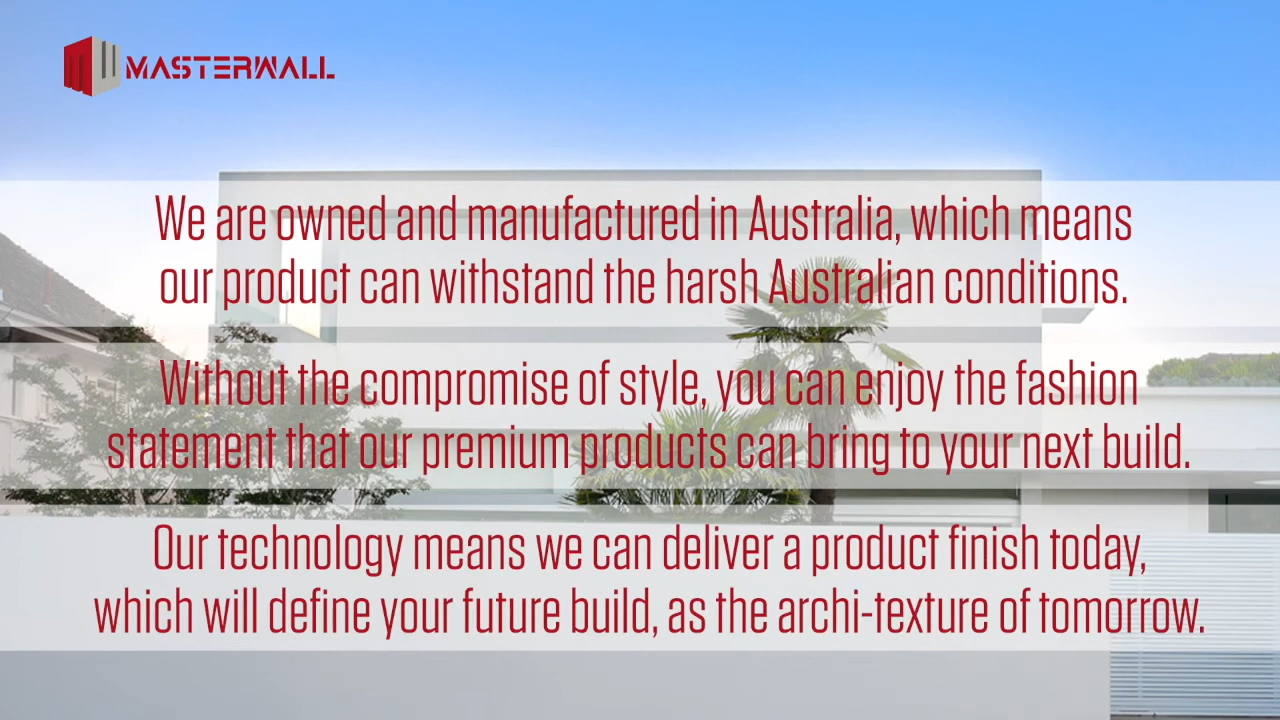 MASTERWALL
We are owned and manufactured in Australia, which means
our product can withstand the harsh Australian conditions.
Without the compromise of style, you can enjoy the fashion
statement that our premium products can bring to your next build.
Our technology means we can deliver a product finish today,
which will define your future build, as the archi-texture of tomorrow.